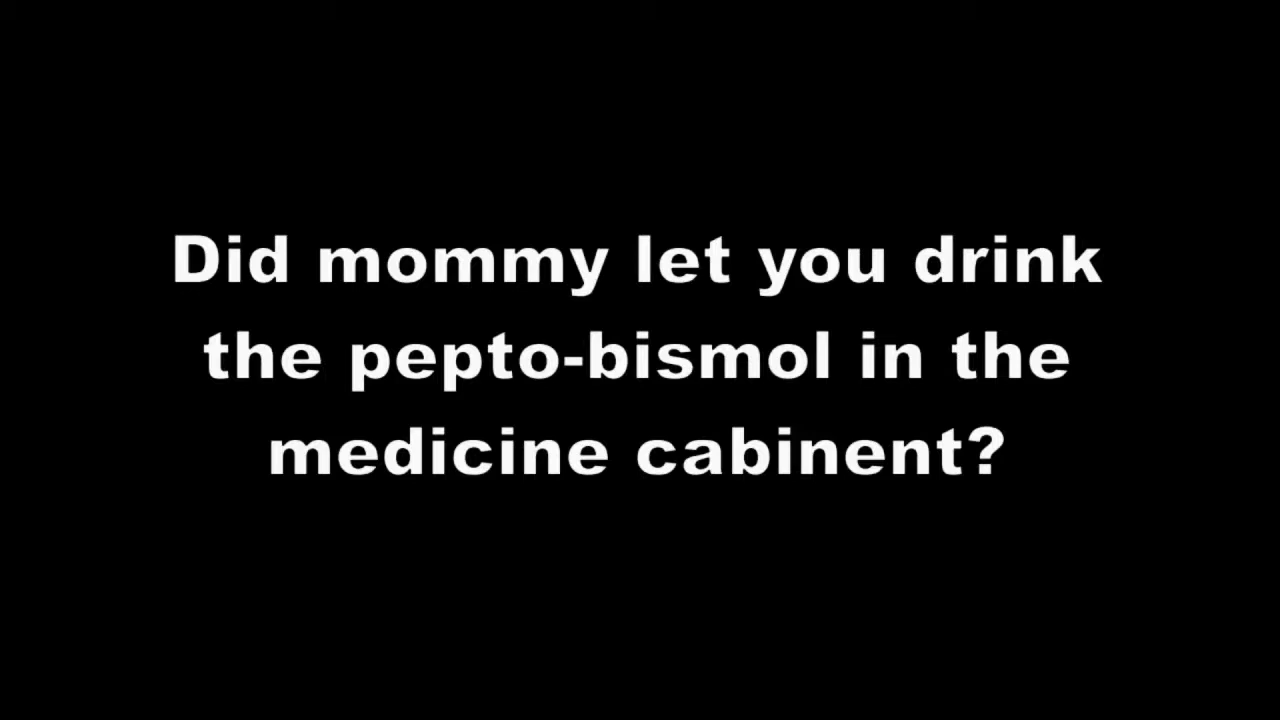 Did mommy let you drink
the pepto-bismol in the
medicine cabinent?